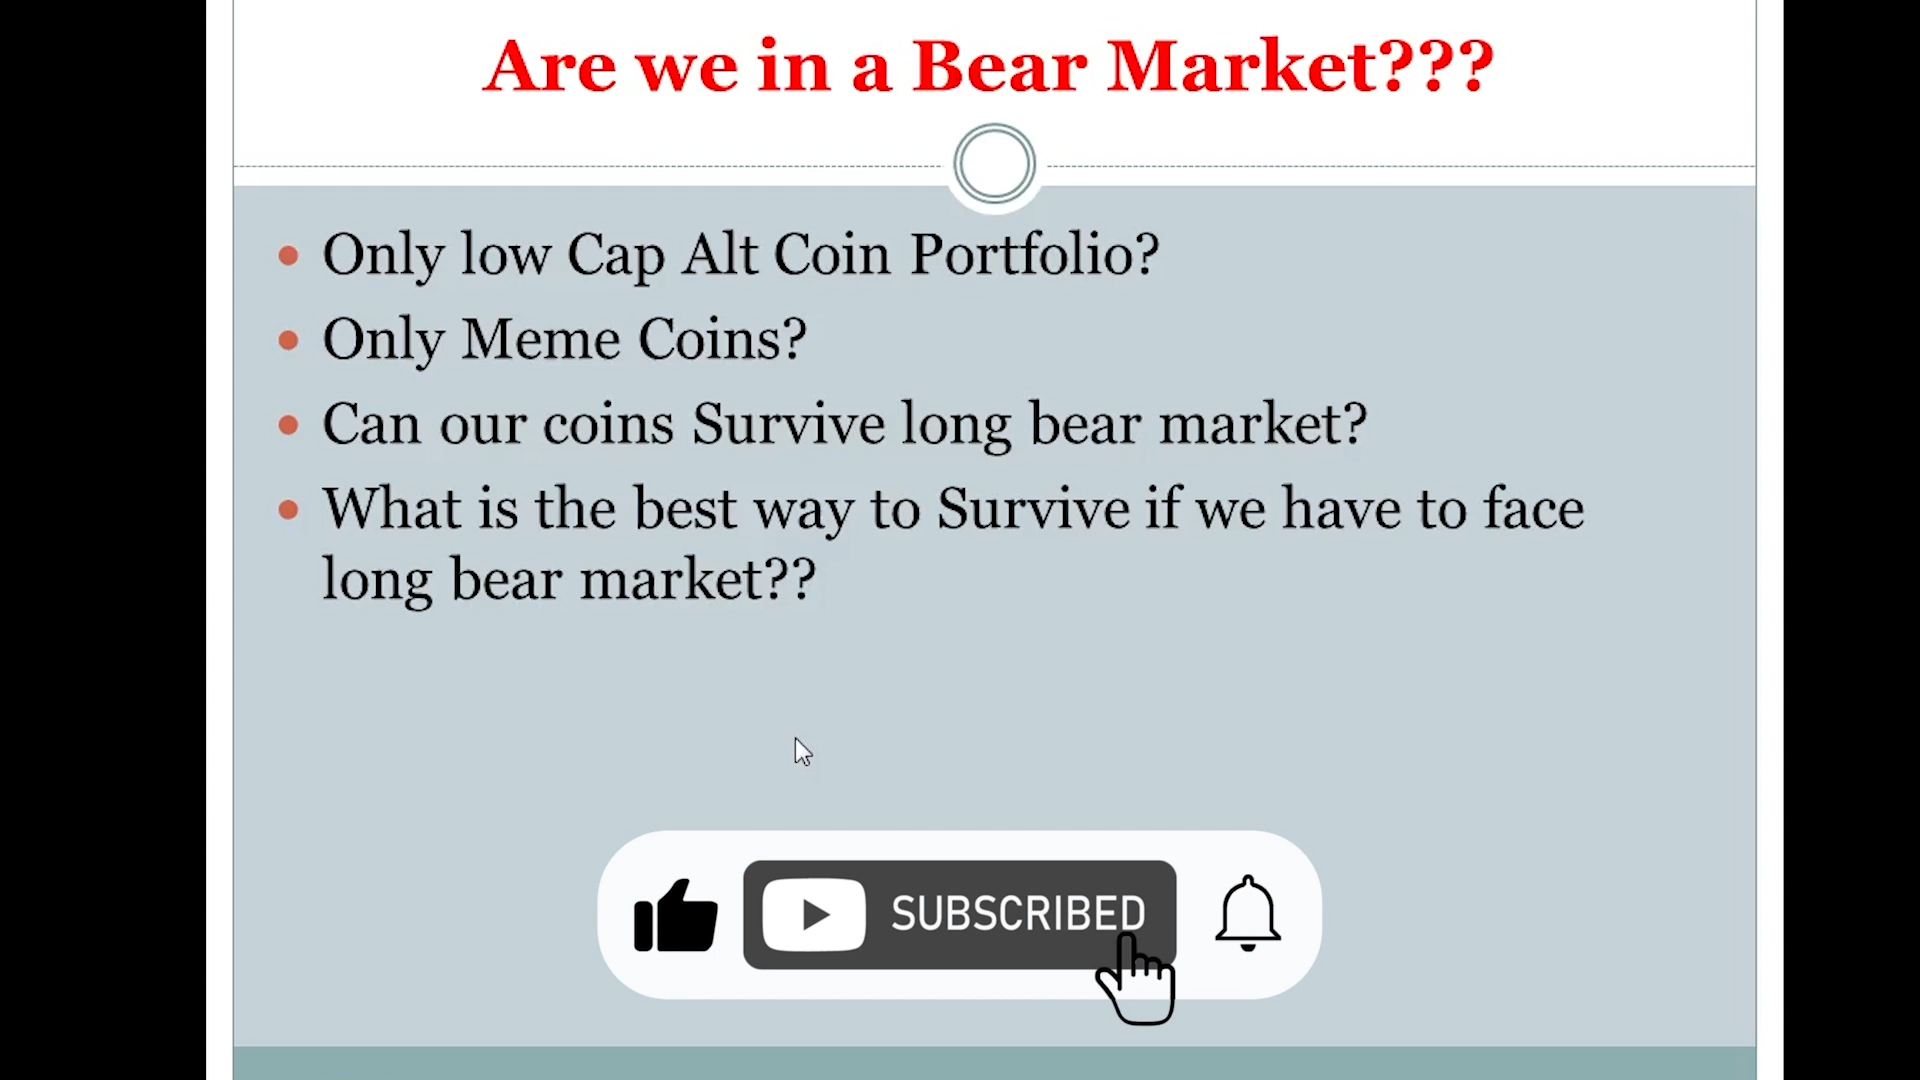 Are we in a Bear Market???
Only low Cap Alt Coin Portfolio?
Only Meme Coins?
Can our coins Survive long bear market?
What is the best way to Survive if we have to face
long bear market??
SUBSCRIBED